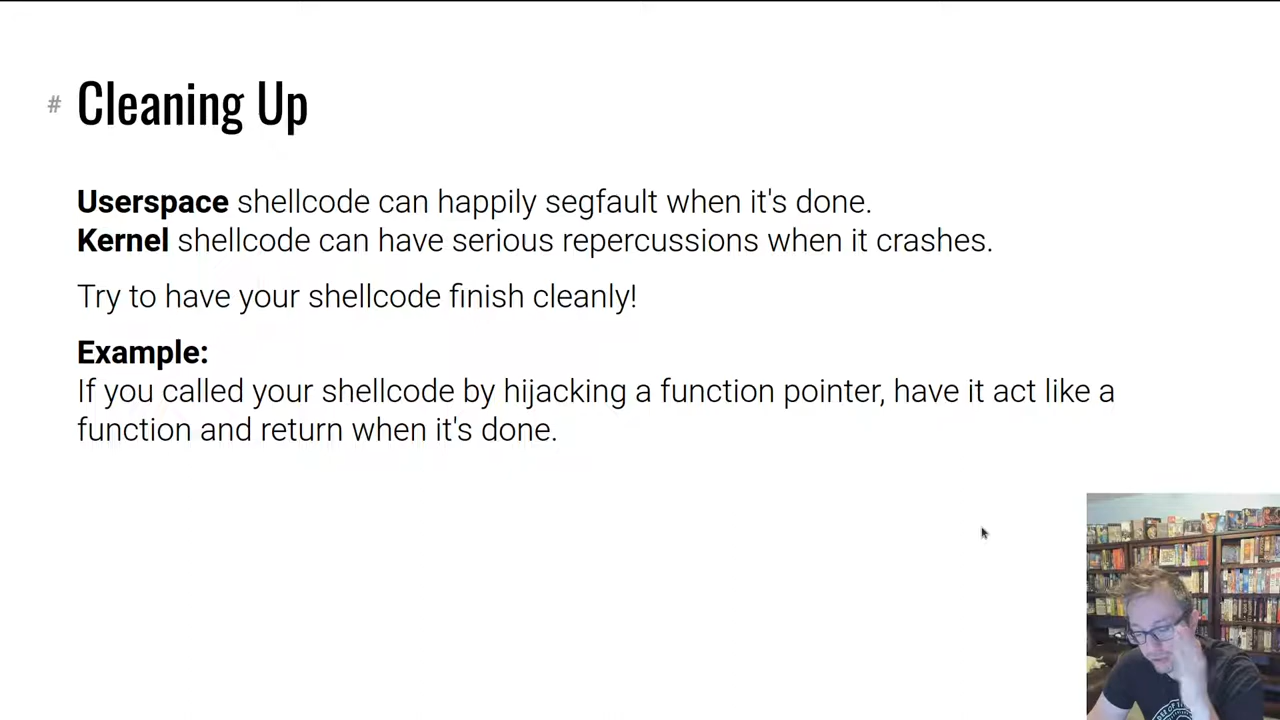 # Cleaning Up
Userspace shellcode can happily segfault when it's done.
Kernel shellcode can have serious repercussions when it crashes.
Try to have your shellcode finish cleanly!
Example:
If you called your shellcode by hijacking a function pointer, have it act like a
function and return when it's done.